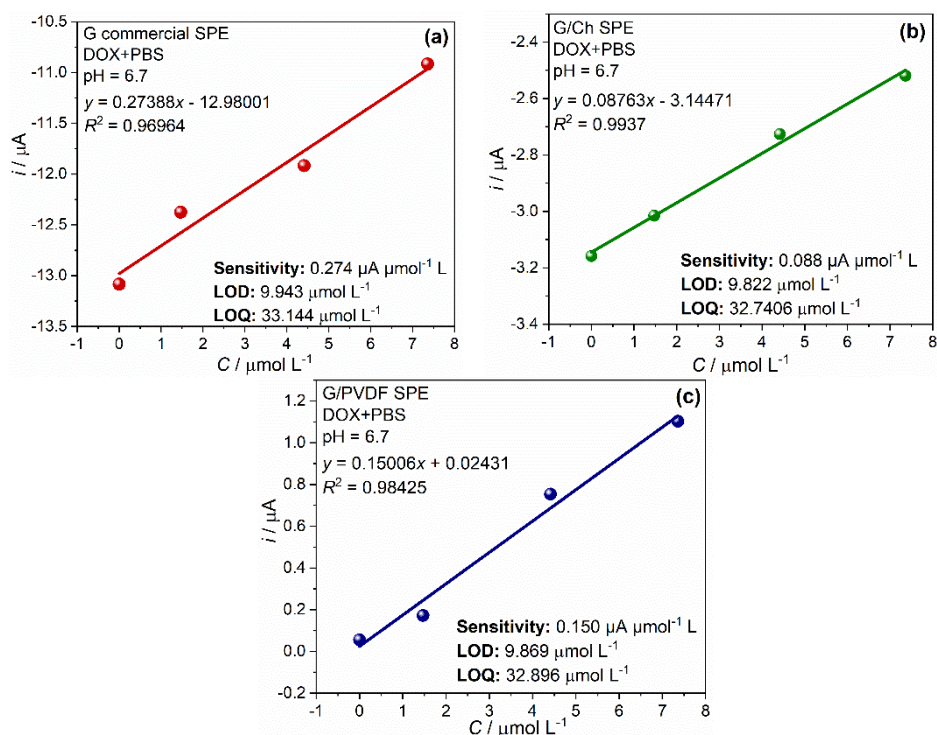 G commercial SPE
(a)
DOX+PBS
pH = 6.7
y = 0.27388x - 12.98001
R² = 0.96964
Sensitivity: 0.274 µA µmol⁻¹ L
LOD: 9.943 µmol L⁻¹
LOQ: 33.144 µmol L⁻¹
-10.5
-11.0
-11.5
-12.0
-12.5
-13.0
-13.5
i / µA
-1 0 1 2 3 4 5 6 7 8
C / µmol L⁻¹
G/Ch SPE
(b)
DOX+PBS
pH = 6.7
y = 0.08763x - 3.14471
R² = 0.9937
Sensitivity: 0.088 µA µmol⁻¹ L
LOD: 9.822 µmol L⁻¹
LOQ: 32.7406 µmol L⁻¹
-2.4
-2.6
-2.8
-3.0
-3.2
-3.4
i / µA
-1 0 1 2 3 4 5 6 7 8
C / µmol L⁻¹
G/PVDF SPE
(c)
DOX+PBS
pH = 6.7
y = 0.15006x + 0.02431
R² = 0.98425
Sensitivity: 0.150 µA µmol⁻¹ L
LOD: 9.869 µmol L⁻¹
LOQ: 32.896 µmol L⁻¹
1.2
1.0
0.8
0.6
0.4
0.2
0.0
-0.2
i / µA
-1 0 1 2 3 4 5 6 7 8
C / µmol L⁻¹